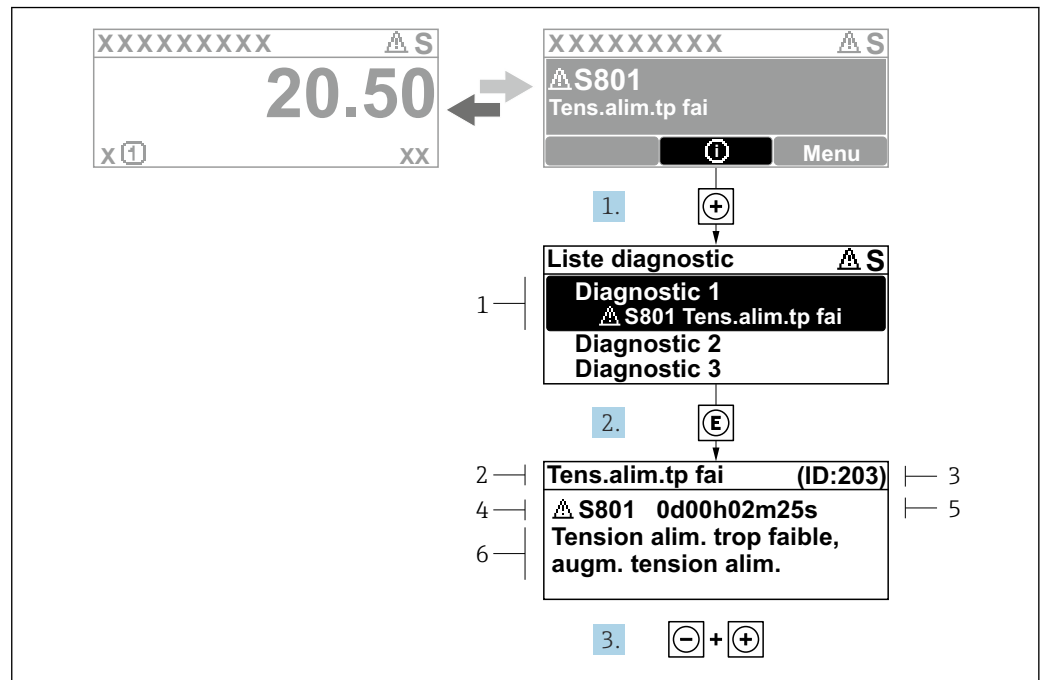 XXXXXXXXX ⚠ S
20.50
x 1 xx
XXXXXXXXX ⚠ S
⚠ S801
Tens.alim.tp fai
i Menu
1. +
Liste diagnostic ⚠ S
1
Diagnostic 1
⚠ S801 Tens.alim.tp fai
Diagnostic 2
Diagnostic 3
2. E
2 Tens.alim.tp fai (ID:203) 3
4 ⚠ S801 0d00h02m25s 5
6
Tension alim. trop faible,
augm. tension alim.
3. - + +